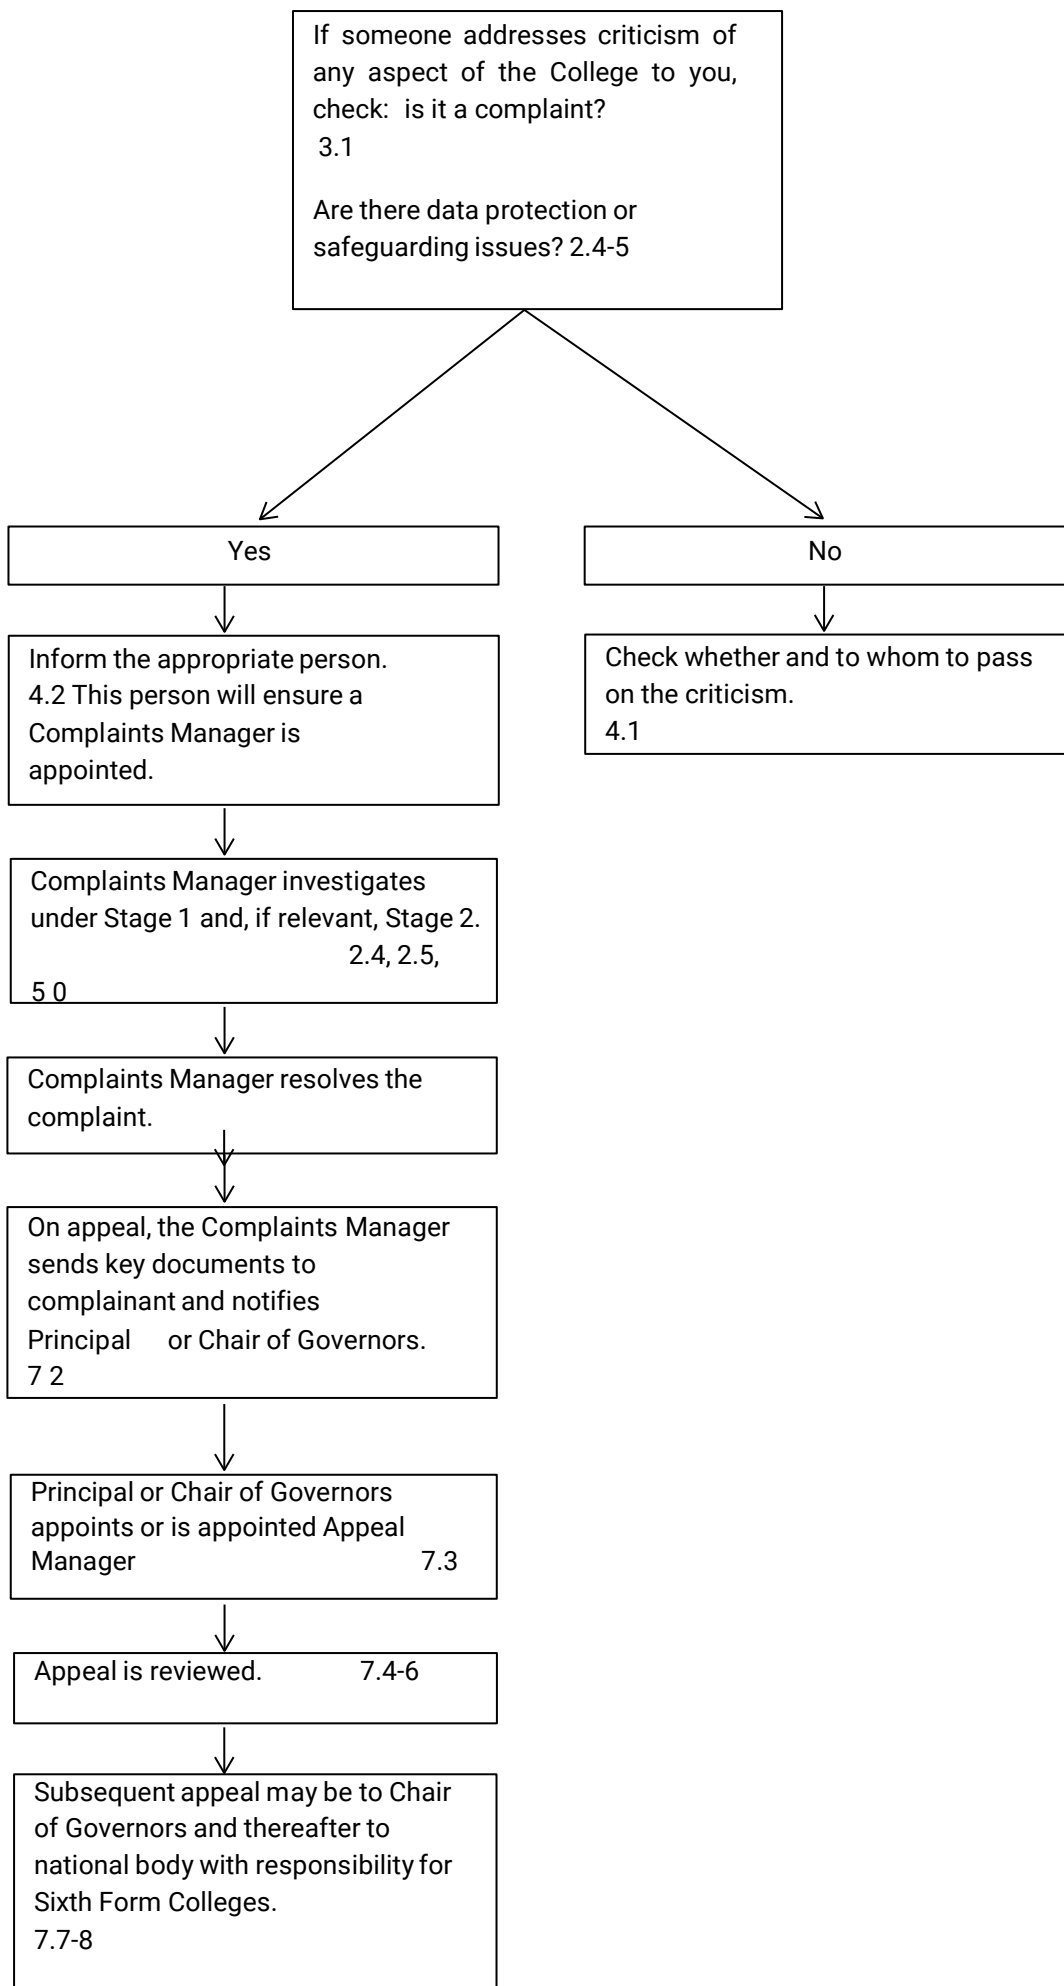 If someone addresses criticism of
any aspect of the College to you,
check: is it a complaint?
3.1
Are there data protection or
safeguarding issues? 2.4-5
Yes
No
Inform the appropriate person.
4.2 This person will ensure a
Complaints Manager is
appointed.
Check whether and to whom to pass
on the criticism.
4.1
Complaints Manager investigates
under Stage 1 and, if relevant, Stage 2.
2.4, 2.5,
5 0
Complaints Manager resolves the
complaint.
On appeal, the Complaints Manager
sends key documents to
complainant and notifies
Principal or Chair of Governors.
7 2
Principal or Chair of Governors
appoints or is appointed Appeal
Manager 7.3
Appeal is reviewed. 7.4-6
Subsequent appeal may be to Chair
of Governors and thereafter to
national body with responsibility for
Sixth Form Colleges.
7.7-8